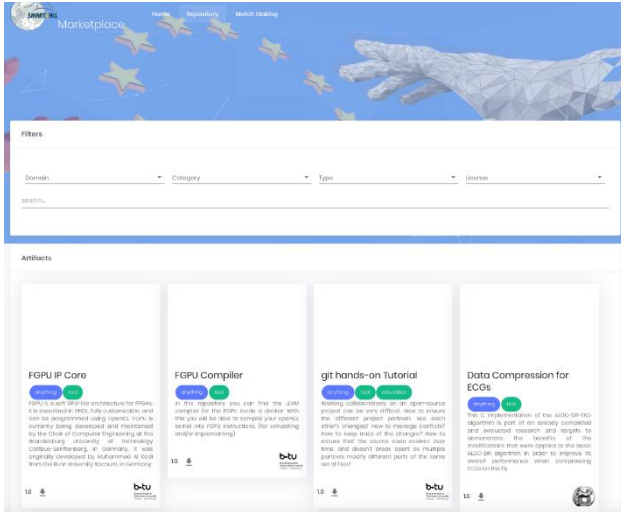 SMART ALL
Marketplace
Home Repository Match Making
Filters
Domain Category Type License
search...
Artifacts
FGPU IP Core
anything tool
FGPU is a soft GPU-like architecture for FPGAs.
It is described in VHDL, fully customizable, and
can be programmed using OpenCL. FGPU is
currently being developed and maintained
by the Chair of Computer Engineering at the
Brandenburg University of Technology
Cottbus-Senftenberg, in Germany. It was
originally developed by Muhammed Al Kadi
from the Ruhr University Bochum, in Germany.
1.0
FGPU Compiler
anything tool
In this repository you can find the LLVM
compiler for the FGPU inside a docker. With
this you will be able to compile your openCL
kernel into FGPU instructions. (for simulating
and/or implementing)
1.0
b-tu
git hands-on Tutorial
anything tool education
Working collaboratively on an open-source
project can be very difficult. How to ensure
the different project partners see each
other's changes? How to manage conflicts?
How to keep track of the changes? How to
ensure that the source code evolves over
time, and doesn't break apart as multiple
partners modify different parts of the same
set of files?
1.0
b-tu
Data Compression for
ECGs
anything tool
This C implementation of the ALDC-DR-EKG
algorithm is part of an already completed
and evaluated research and targets to
demonstrate the benefits of the
modifications that were applied to the basic
ALDC-DR algorithm in order to improve its
overall performance when compressing
ECGs on the fly.
1.0
b-tu